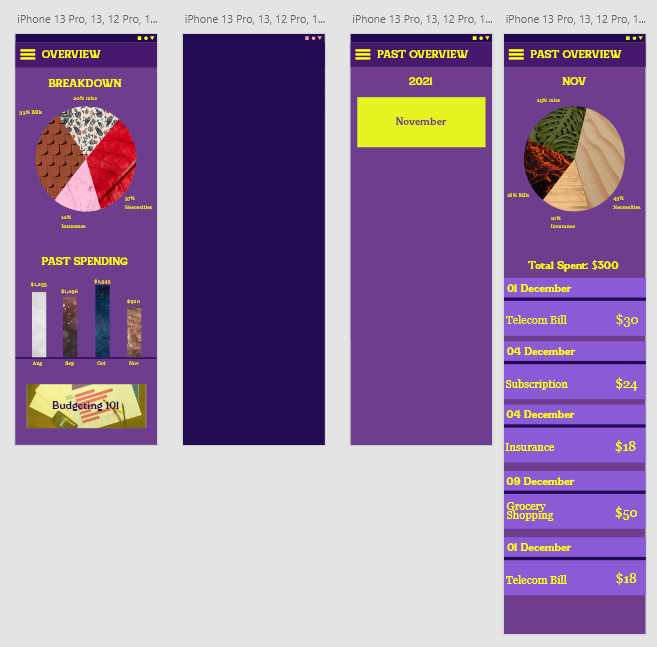 iPhone 13 Pro, 13, 12 Pro, 1...
iPhone 13 Pro, 13, 12 Pro, 1...
iPhone 13 Pro, 13, 12 Pro, 1...
iPhone 13 Pro, 13, 12 Pro, 1...
OVERVIEW
BREAKDOWN
20% misc
33% Bills
37%
Necessities
10%
Insurance
PAST SPENDING
$1,235
$1,096
$1,345
$920
Aug
Sep
Oct
Nov
Budgeting 101
PAST OVERVIEW
2021
November
PAST OVERVIEW
NOV
29% misc
18% Bills
43%
Necessities
10%
Insurance
Total Spent: $300
01 December
Telecom Bill
$30
04 December
Subscription
$24
04 December
Insurance
$18
09 December
Grocery
Shopping
$50
01 December
Telecom Bill
$18